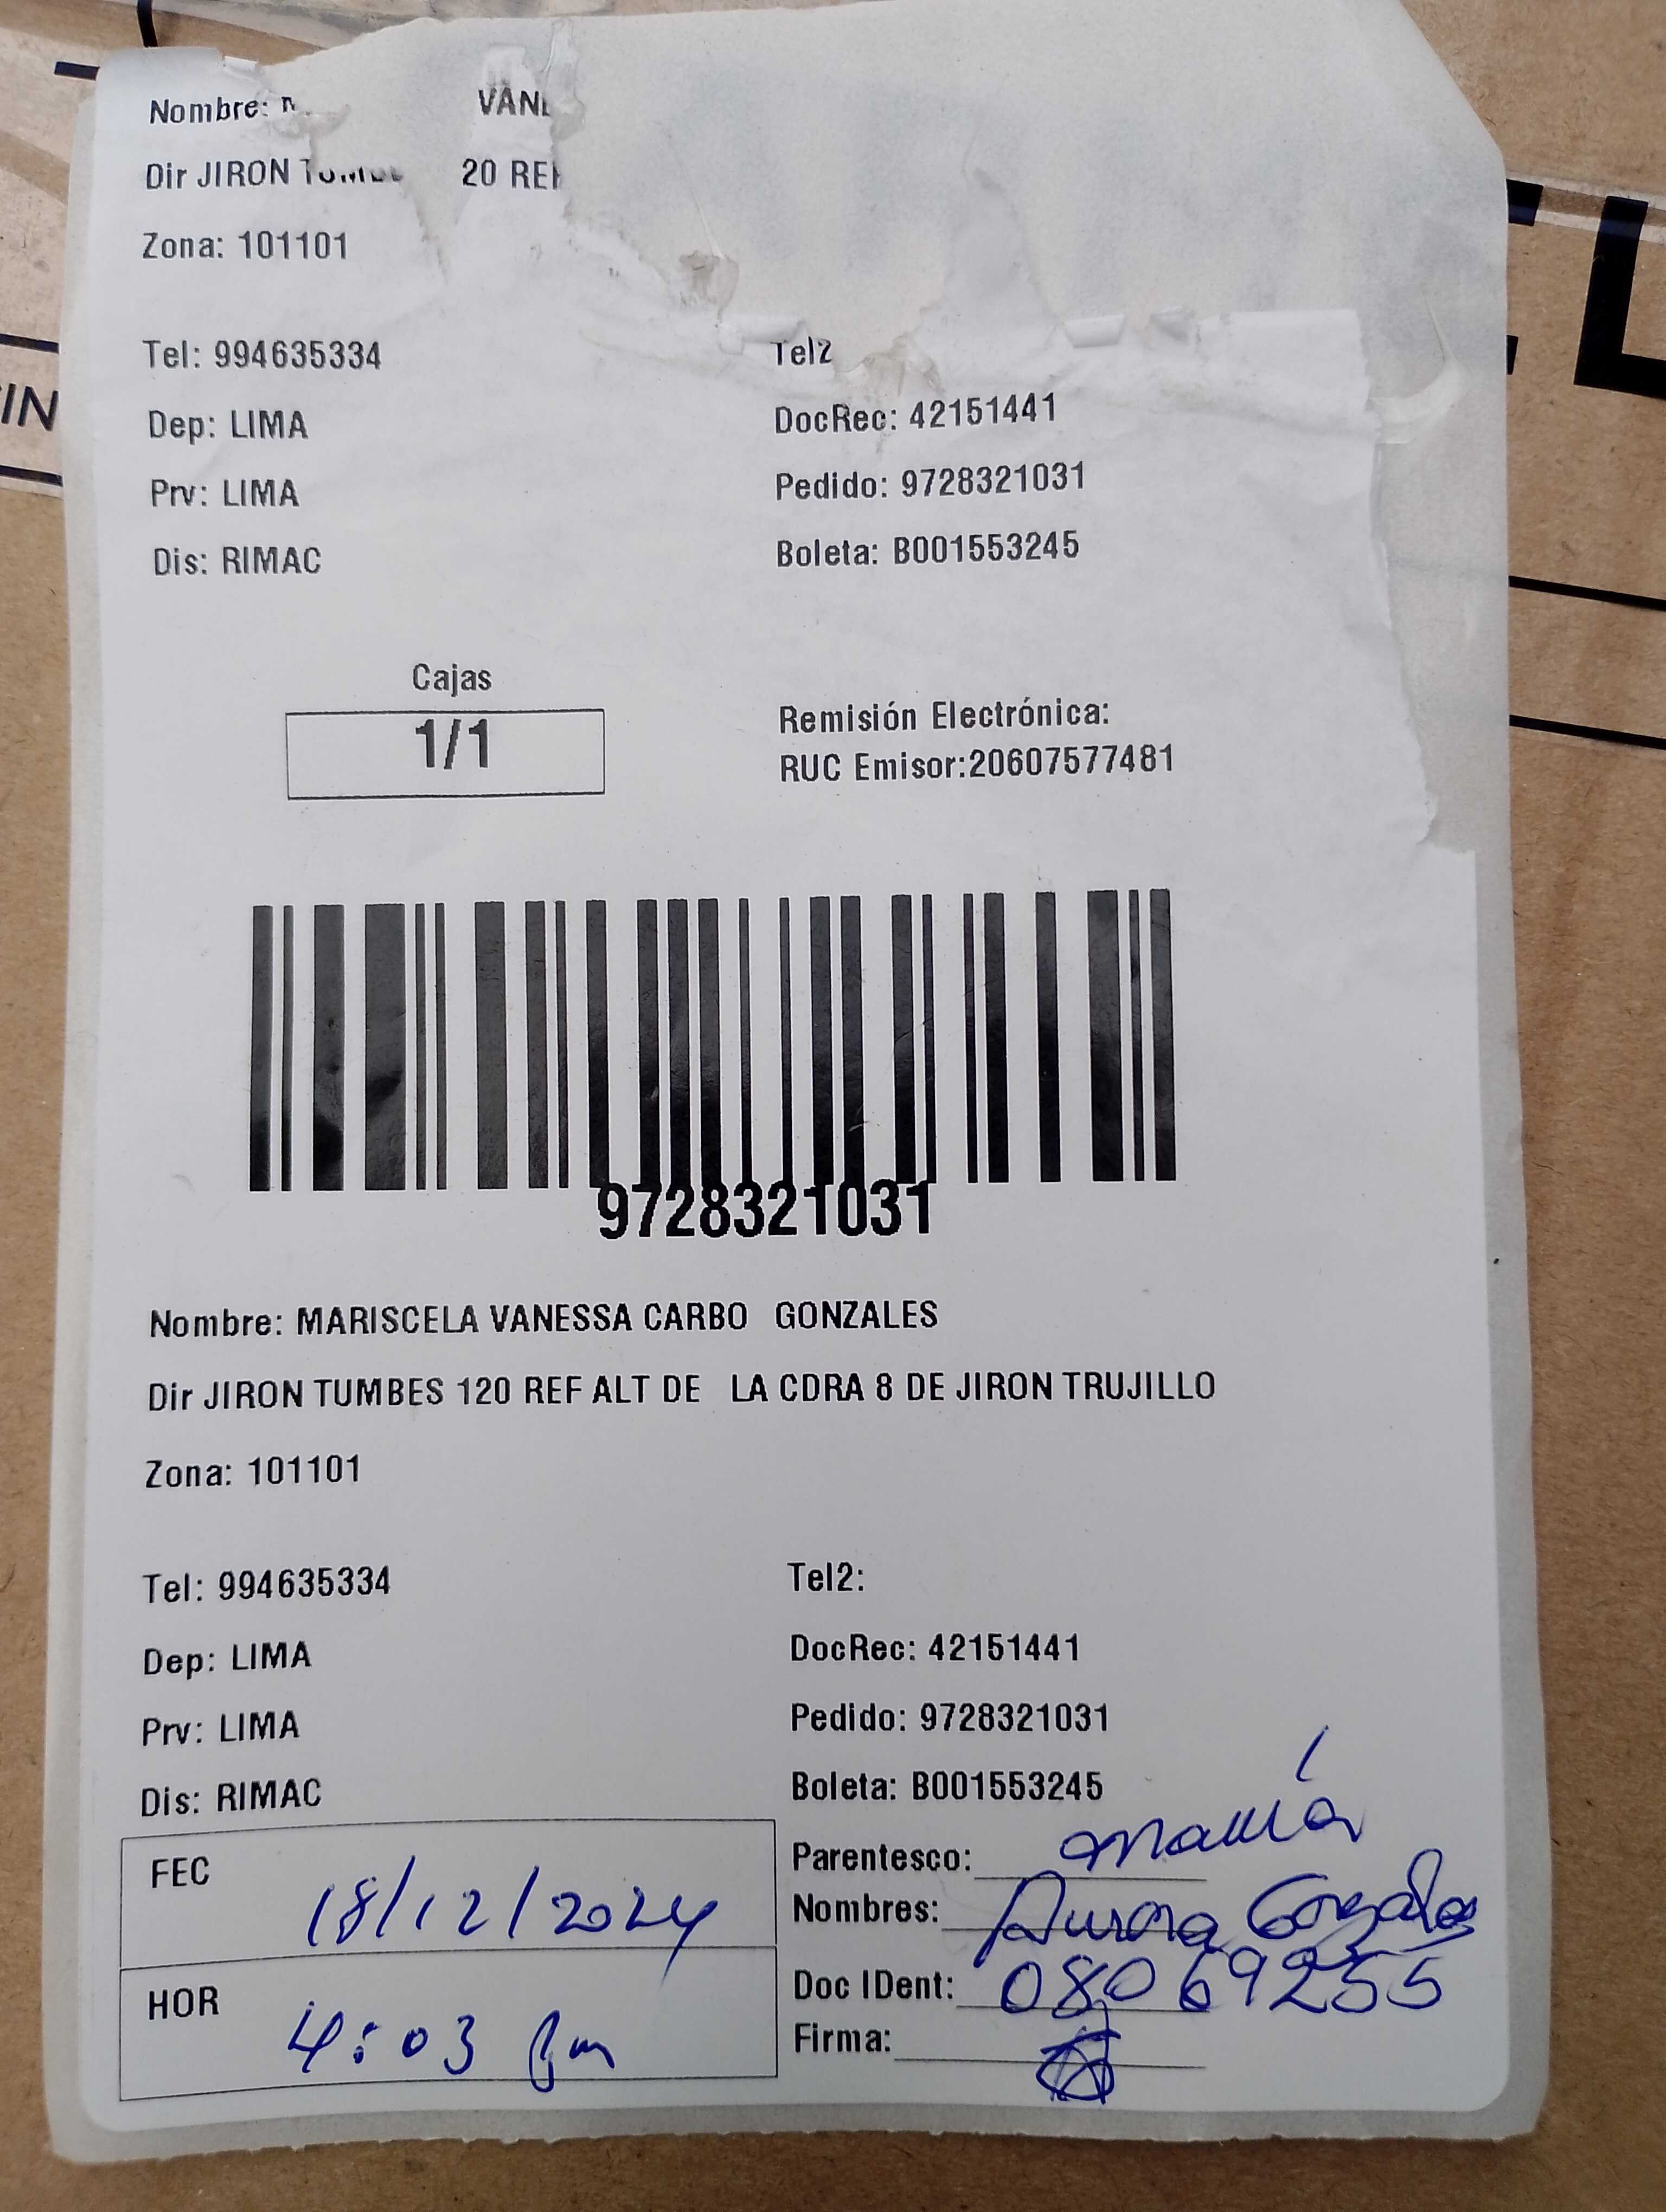 Nombre:
Dir JIRON 20
Zona: 101101
Tel: 994635334 Tel2
Dep: LIMA DocRec: 42151441
Prv: LIMA Pedido: 9728321031
Dis: RIMAC Boleta: B001553245
Cajas
1/1
Remisión Electrónica:
RUC Emisor:20607577481
9728321031
Nombre: MARISCELA VANESSA CARBO GONZALES
Dir JIRON TUMBES 120 REF ALT DE LA CDRA 8 DE JIRON TRUJILLO
Zona: 101101
Tel: 994635334 Tel2:
Dep: LIMA DocRec: 42151441
Prv: LIMA Pedido: 9728321031
Dis: RIMAC Boleta: B001553245
FEC 18/12/2024
HOR 4:03 pm
Parentesco: mamá
Nombres: Aurora Gonzales
Doc IDent: 08069255
Firma: